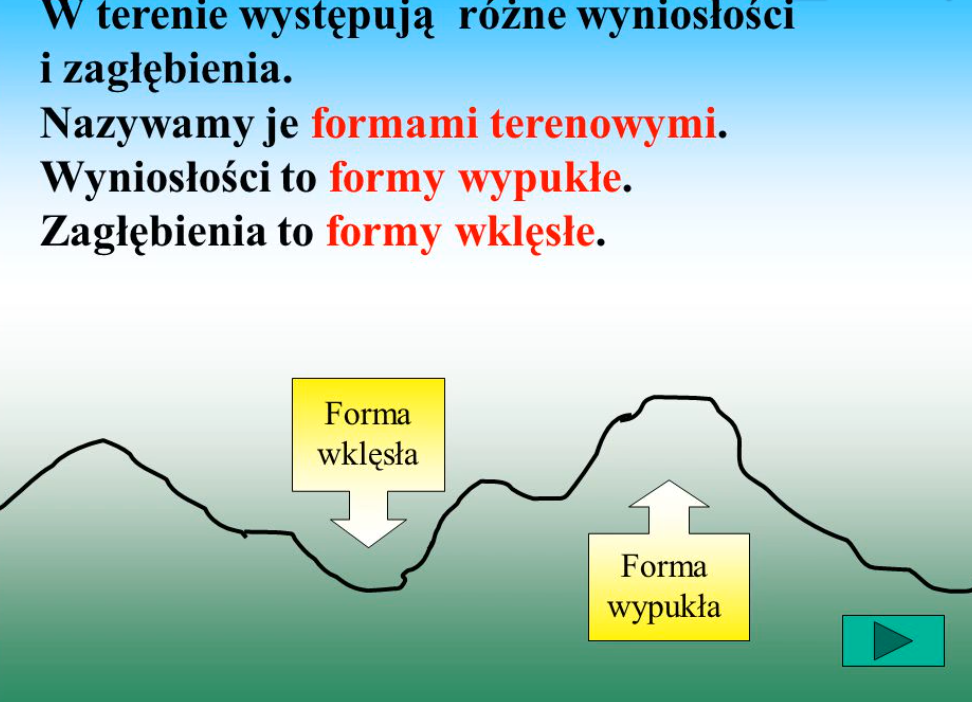 W terenie występują różne wyniosłości
i zagłębienia.
Nazywamy je formami terenowymi.
Wyniosłości to formy wypukłe.
Zagłębienia to formy wklęsłe.
Forma
wklęsła
Forma
wypukła